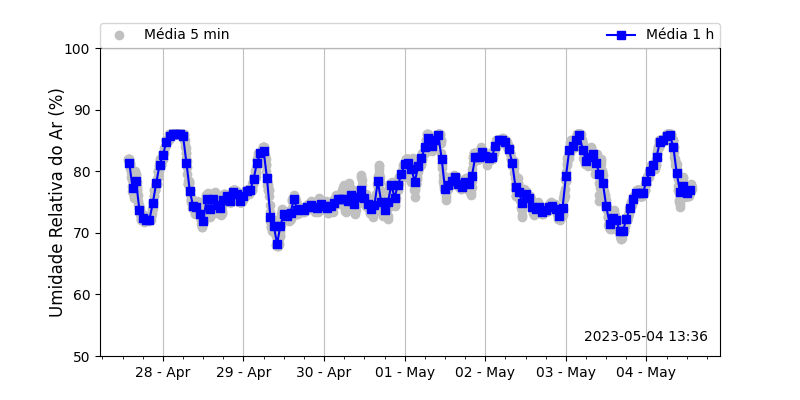 Média 5 min Média 1 h
Umidade Relativa do Ar (%)
100
90
80
70
60
50
2023-05-04 13:36
28 - Apr 29 - Apr 30 - Apr 01 - May 02 - May 03 - May 04 - May